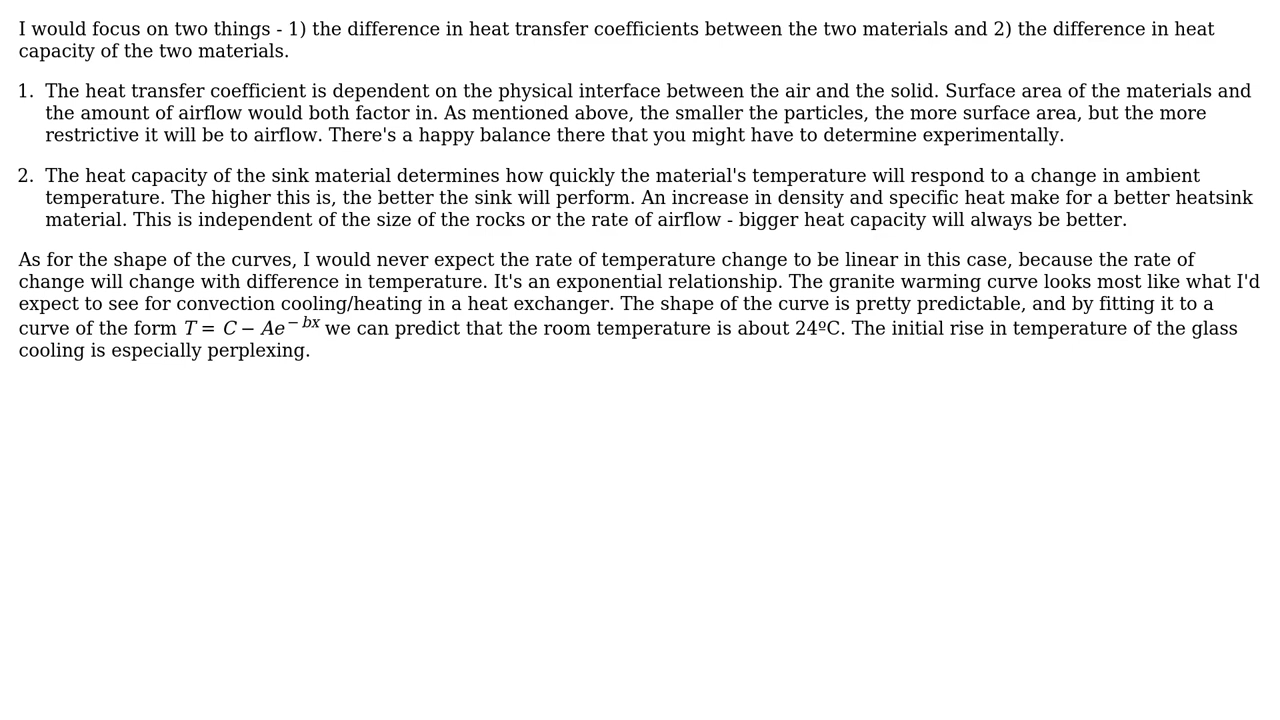 I would focus on two things - 1) the difference in heat transfer coefficients between the two materials and 2) the difference in heat
capacity of the two materials.
1. The heat transfer coefficient is dependent on the physical interface between the air and the solid. Surface area of the materials and
the amount of airflow would both factor in. As mentioned above, the smaller the particles, the more surface area, but the more
restrictive it will be to airflow. There's a happy balance there that you might have to determine experimentally.
2. The heat capacity of the sink material determines how quickly the material's temperature will respond to a change in ambient
temperature. The higher this is, the better the sink will perform. An increase in density and specific heat make for a better heatsink
material. This is independent of the size of the rocks or the rate of airflow - bigger heat capacity will always be better.
As for the shape of the curves, I would never expect the rate of temperature change to be linear in this case, because the rate of
change will change with difference in temperature. It's an exponential relationship. The granite warming curve looks most like what I'd
expect to see for convection cooling/heating in a heat exchanger. The shape of the curve is pretty predictable, and by fitting it to a
curve of the form $T = C - Ae^{-bx}$ we can predict that the room temperature is about 24ºC. The initial rise in temperature of the glass
cooling is especially perplexing.